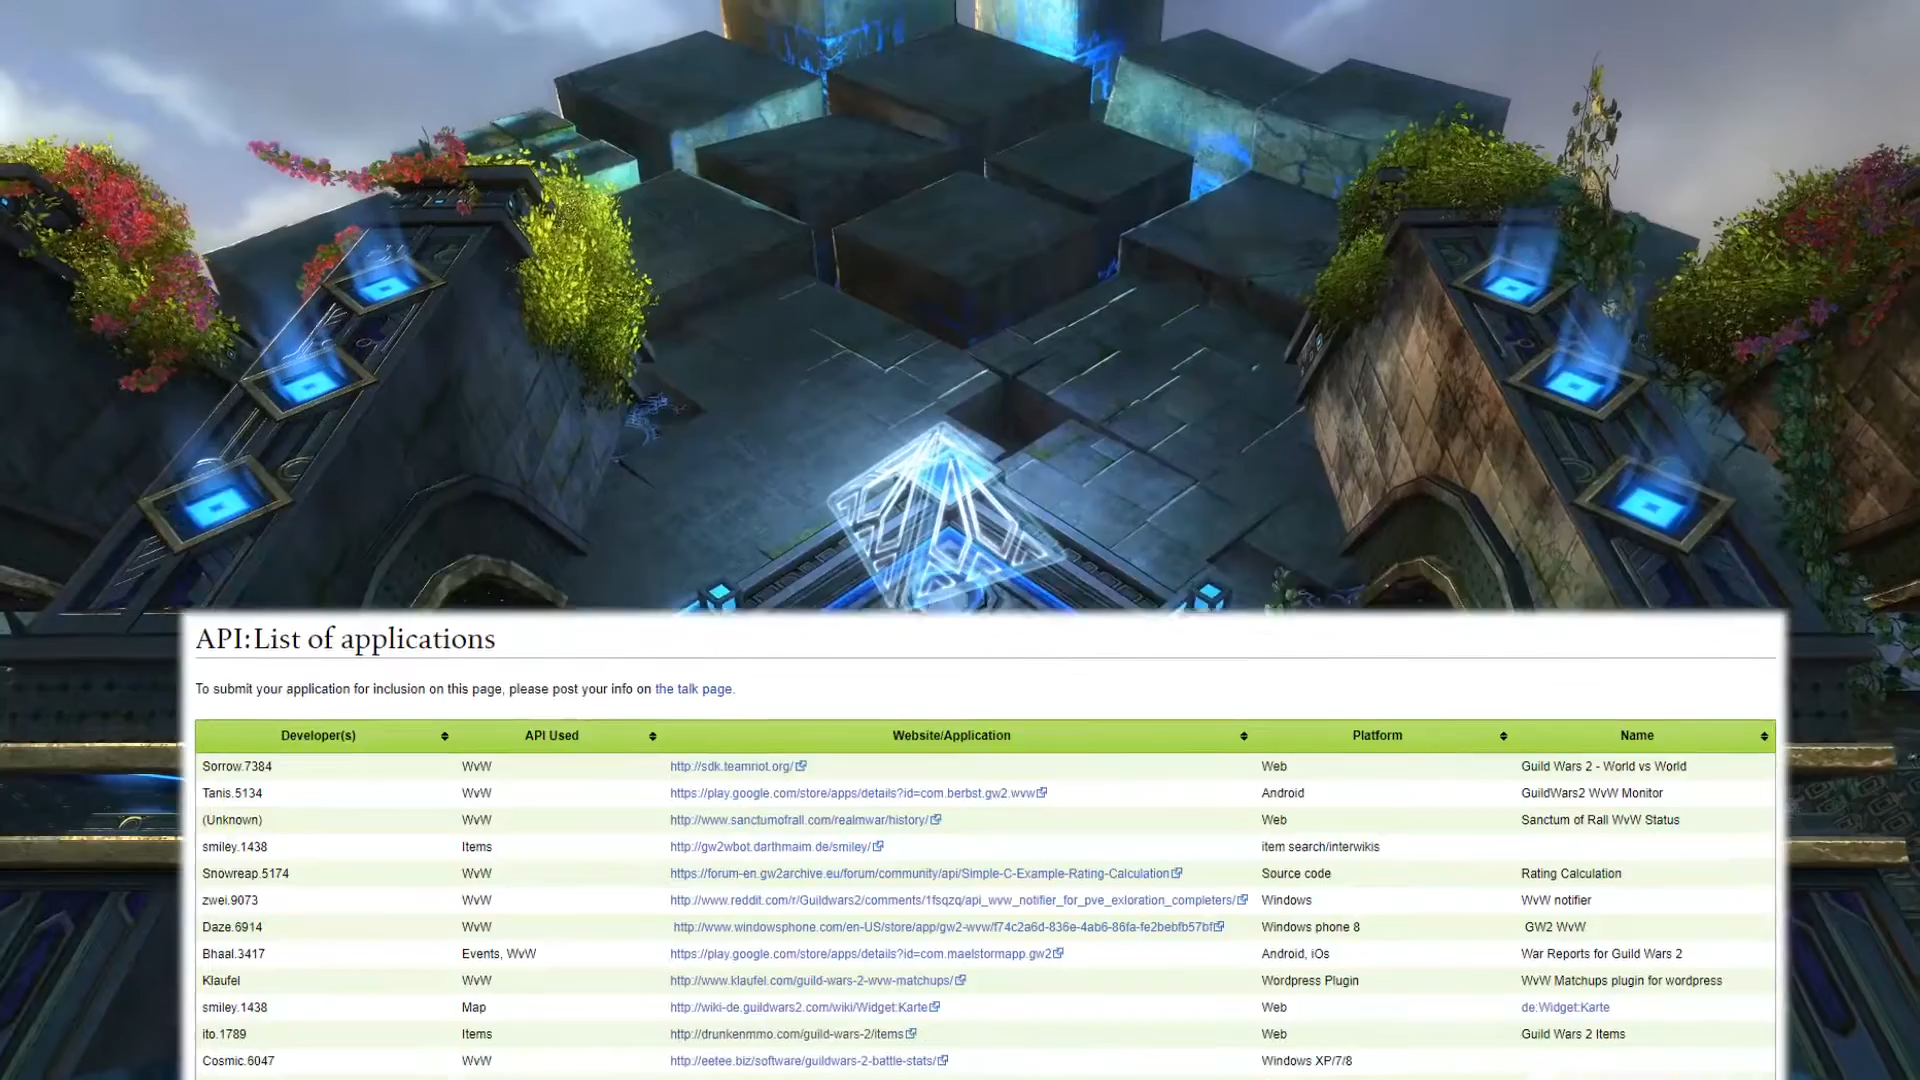 API:List of applications
To submit your application for inclusion on this page, please post your info on the talk page.
Developer(s) API Used Website/Application Platform Name
Sorrow.7384 WvW http://sdk.teamriot.org/ Web Guild Wars 2 - World vs World
Tanis.5134 WvW https://play.google.com/store/apps/details?id=com.berbst.gw2.wvw Android GuildWars2 WvW Monitor
(Unknown) WvW http://www.sanctumofrall.com/realmwar/history/ Web Sanctum of Rall WvW Status
smiley.1438 Items http://gw2wbot.darthmaim.de/smiley/ item search/interwikis
Snowreap.5174 WvW https://forum-en.gw2archive.eu/forum/community/api/Simple-C-Example-Rating-Calculation Source code Rating Calculation
zwei.9073 WvW http://www.reddit.com/r/Guildwars2/comments/1fsqzq/api_wvw_notifier_for_pve_exloration_completers/ Windows WvW notifier
Daze.6914 WvW http://www.windowsphone.com/en-US/store/app/gw2-wvw/f74c2a6d-836e-4ab6-86fa-fe2bebfb57bf Windows phone 8 GW2 WvW
Bhaal.3417 Events, WvW https://play.google.com/store/apps/details?id=com.maelstormapp.gw2 Android, iOs War Reports for Guild Wars 2
Klaufel WvW http://www.klaufel.com/guild-wars-2-wvw-matchups/ Wordpress Plugin WvW Matchups plugin for wordpress
smiley.1438 Map http://wiki-de.guildwars2.com/wiki/Widget:Karte Web de:Widget:Karte
ito.1789 Items http://drunkenmmo.com/guild-wars-2/items Web Guild Wars 2 Items
Cosmic.6047 WvW http://eetee.biz/software/guildwars-2-battle-stats/ Windows XP/7/8